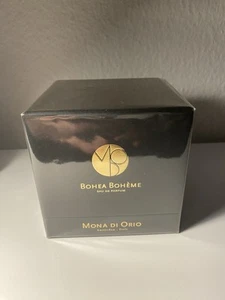 BOHEA BOHÈME
EAU DE PARFUM
MONA DI ORIO